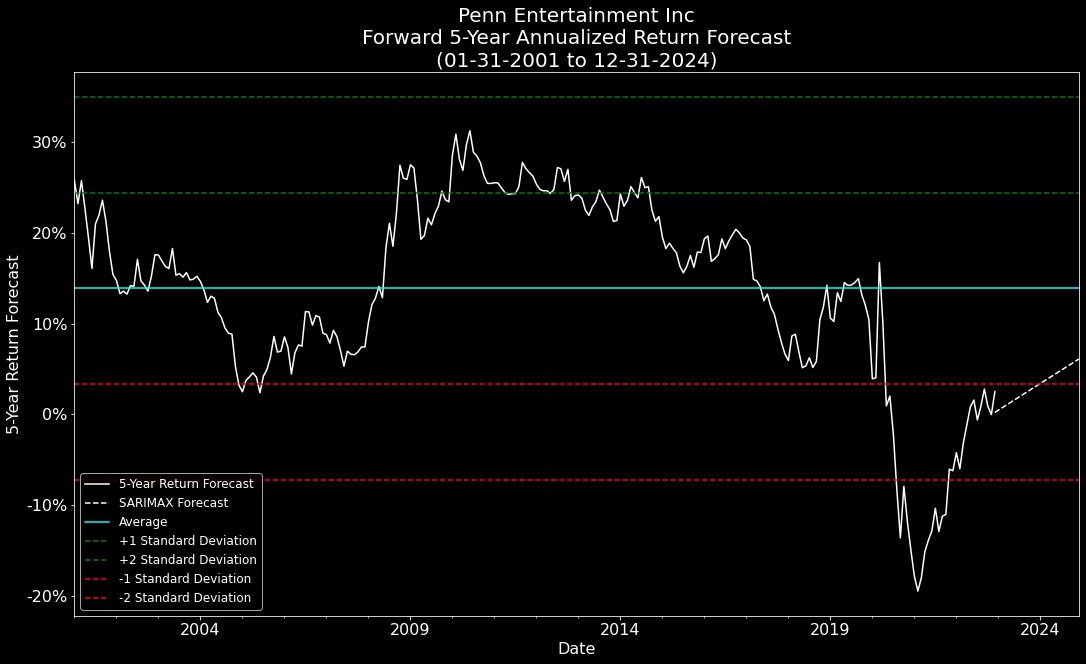 Penn Entertainment Inc
Forward 5-Year Annualized Return Forecast
(01-31-2001 to 12-31-2024)
5-Year Return Forecast
30%
20%
10%
0%
-10%
-20%
5-Year Return Forecast
SARIMAX Forecast
Average
+1 Standard Deviation
+2 Standard Deviation
-1 Standard Deviation
-2 Standard Deviation
2004
2009
2014
2019
2024
Date